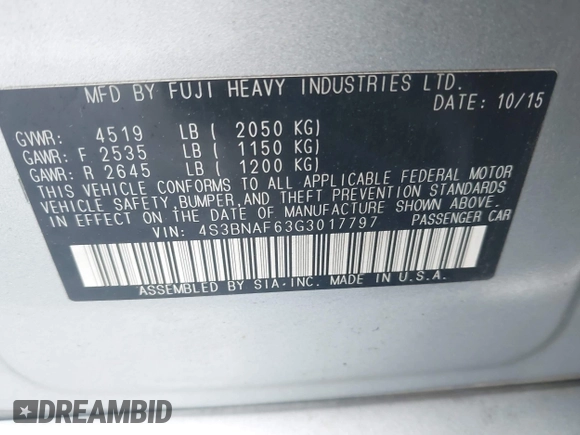 MFD BY FUJI HEAVY INDUSTRIES LTD.
DATE: 10/15
GVWR: 4519 LB ( 2050 KG)
GAWR: F 2535 LB ( 1150 KG)
GAWR: R 2645 LB ( 1200 KG)
THIS VEHICLE CONFORMS TO ALL APPLICABLE FEDERAL MOTOR
VEHICLE SAFETY,BUMPER,AND THEFT PREVENTION STANDARDS
IN EFFECT ON THE DATE OF MANUFACTURE SHOWN ABOVE.
VIN: 4S3BNAF63G3017797 PASSENGER CAR
ASSEMBLED BY SIA-INC. MADE IN U.S.A.
DREAMBID